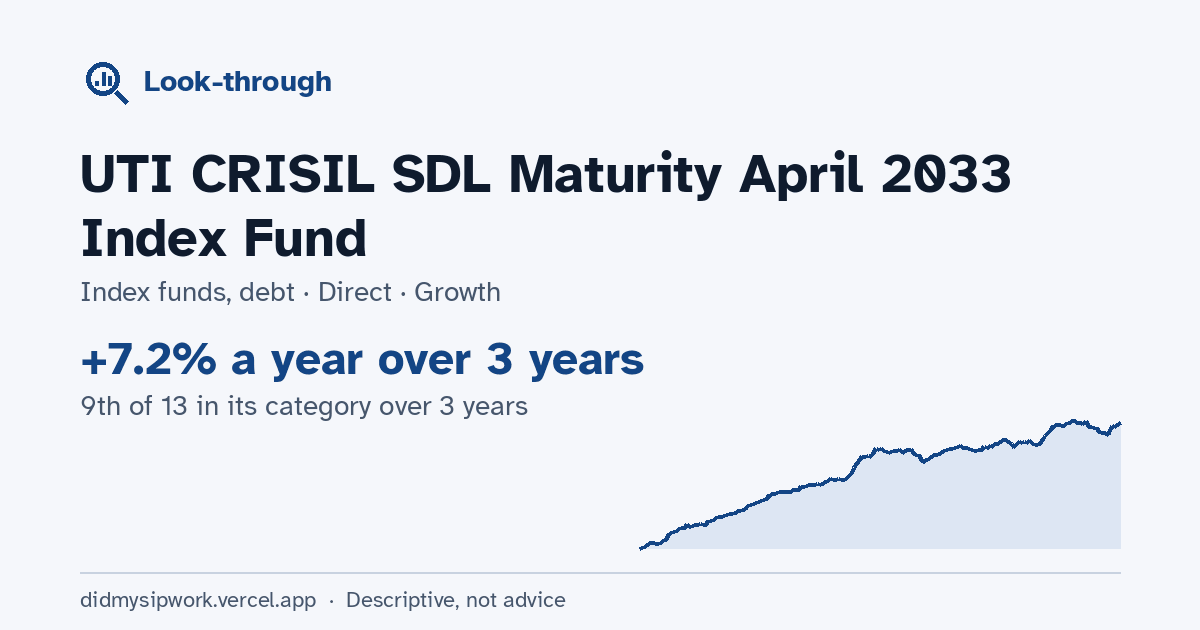 Look-through
UTI CRISIL SDL Maturity April 2033
Index Fund
Index funds, debt · Direct · Growth
+7.2% a year over 3 years
9th of 13 in its category over 3 years
didmysipwork.vercel.app · Descriptive, not advice